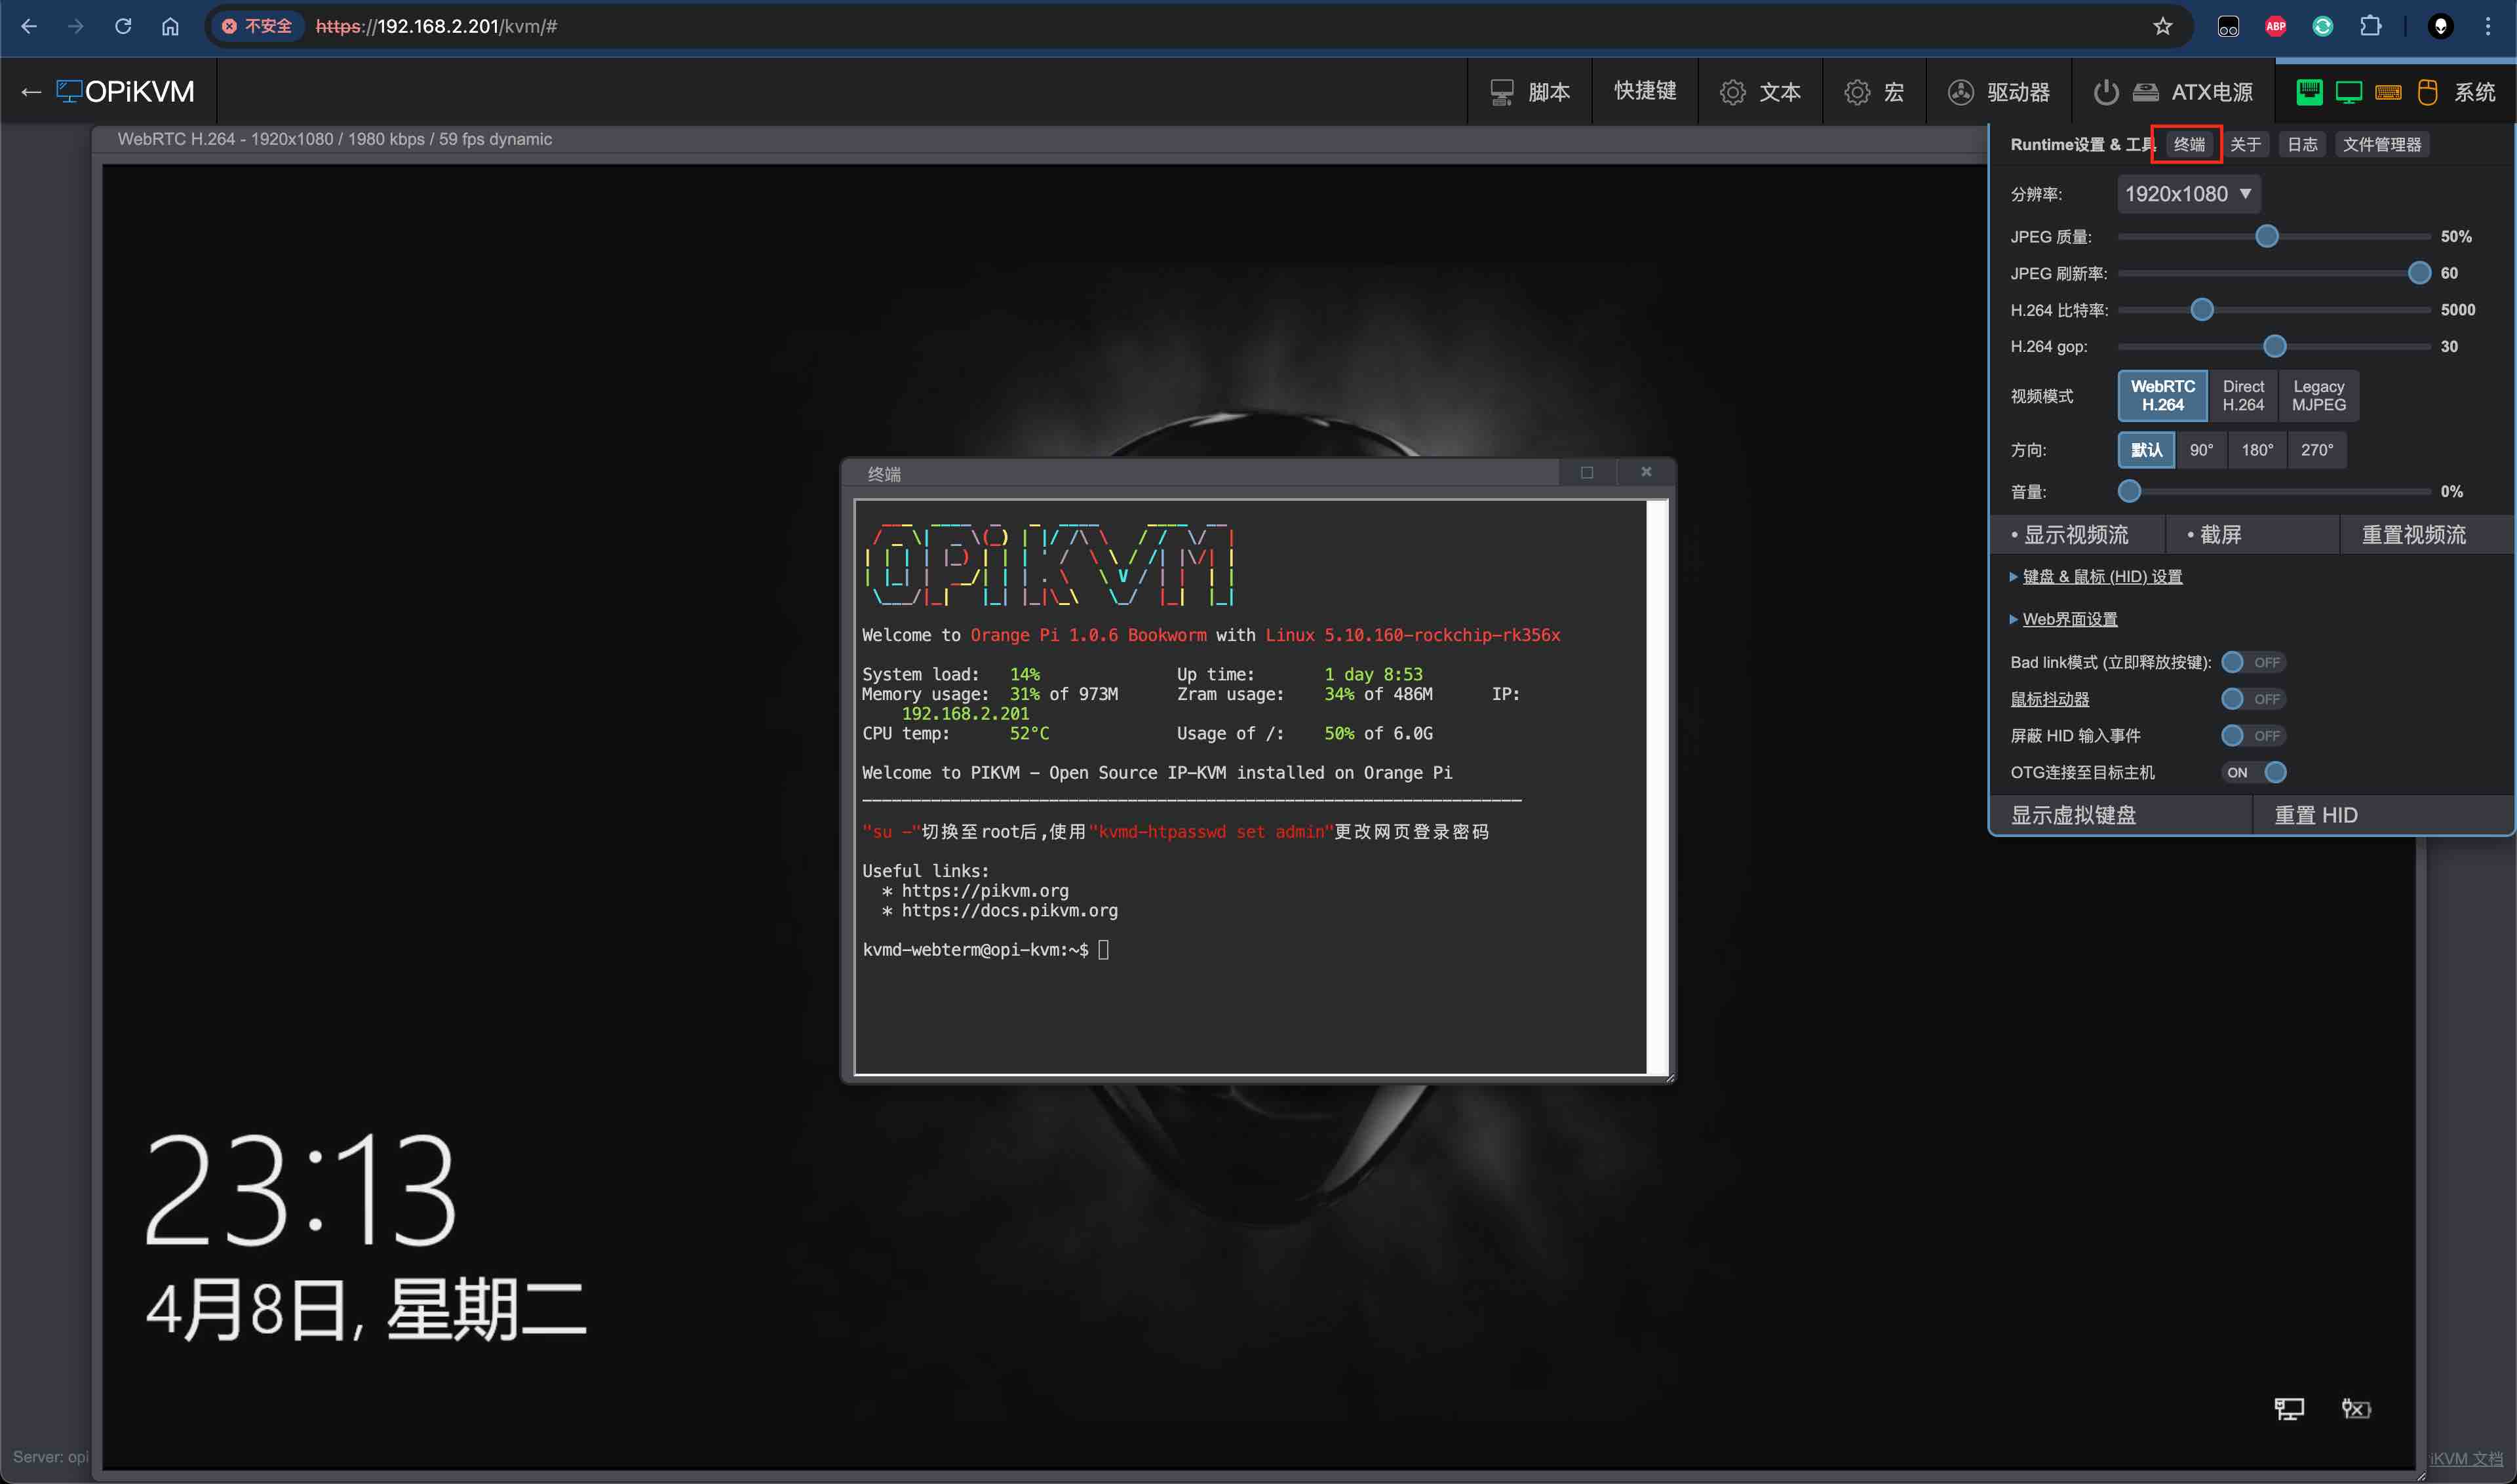 不安全 https://192.168.2.201/kvm/#
ABP
← OPiKVM
脚本 快捷键 文本 宏 驱动器 ATX电源 系统
WebRTC H.264 - 1920x1080 / 1980 kbps / 59 fps dynamic
Runtime设置 & 工具 终端 关于 日志 文件管理器
分辨率: 1920x1080 ▼
JPEG 质量: 50%
JPEG 刷新率: 60
H.264 比特率: 5000
H.264 gop: 30
视频模式 WebRTC H.264 Direct H.264 Legacy MJPEG
方向: 默认 90° 180° 270°
音量: 0%
• 显示视频流 • 截屏 重置视频流
键盘 & 鼠标 (HID) 设置
Web界面设置
Bad link模式 (立即释放按键): OFF
鼠标抖动器 OFF
屏蔽 HID 输入事件 OFF
OTG连接至目标主机 ON
显示虚拟键盘 重置 HID
终端
OPiKVM
Welcome to Orange Pi 1.0.6 Bookworm with Linux 5.10.160-rockchip-rk356x
System load: 14% Up time: 1 day 8:53
Memory usage: 31% of 973M Zram usage: 34% of 486M IP:
192.168.2.201
CPU temp: 52°C Usage of /: 50% of 6.0G
Welcome to PIKVM - Open Source IP-KVM installed on Orange Pi
"su -"切换至root后,使用"kvmd-htpasswd set admin"更改网页登录密码
Useful links:
* https://pikvm.org
* https://docs.pikvm.org
kvmd-webterm@opi-kvm:~$
23:13
4月8日, 星期二
Server: opi
iKVM 文档